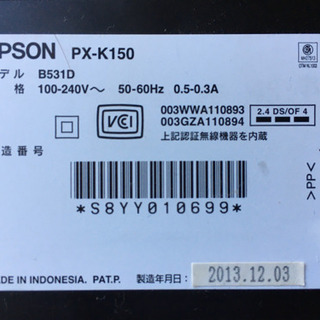 PSON PX-K150
デル B531D
格 100-240V～ 50-60Hz 0.5-0.3A
VCI
003WWA110893
003GZA110894
2.4 DS/OF 4
上記認証無線機器を内蔵
造番号
*S8YY010699*
>PP<
ADE IN INDONESIA. PAT.P. 製造年月日: 2013.12.03